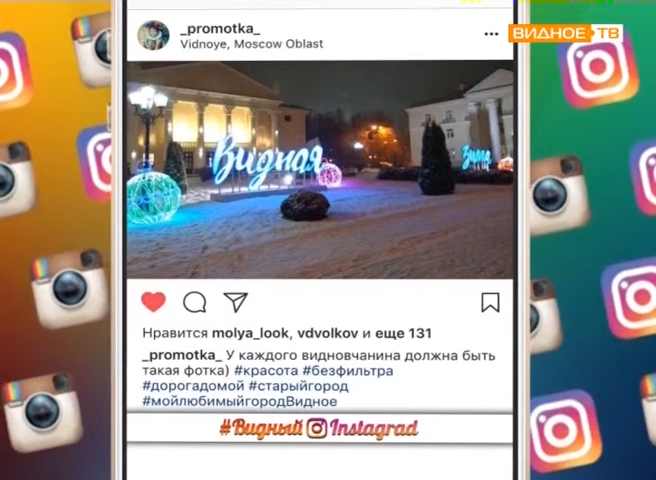 _promotka_
Vidnoye, Moscow Oblast
ВИДНОЕ ТВ
Видная
Зима
Нравится molya_look, vdvolkov и еще 131
_promotka_ У каждого видновчанина должна быть
такая фотка) #красота #безфильтра
#дорогадомой #старыйгород
#мойлюбимыйгородВидное
#Видный Instagrad